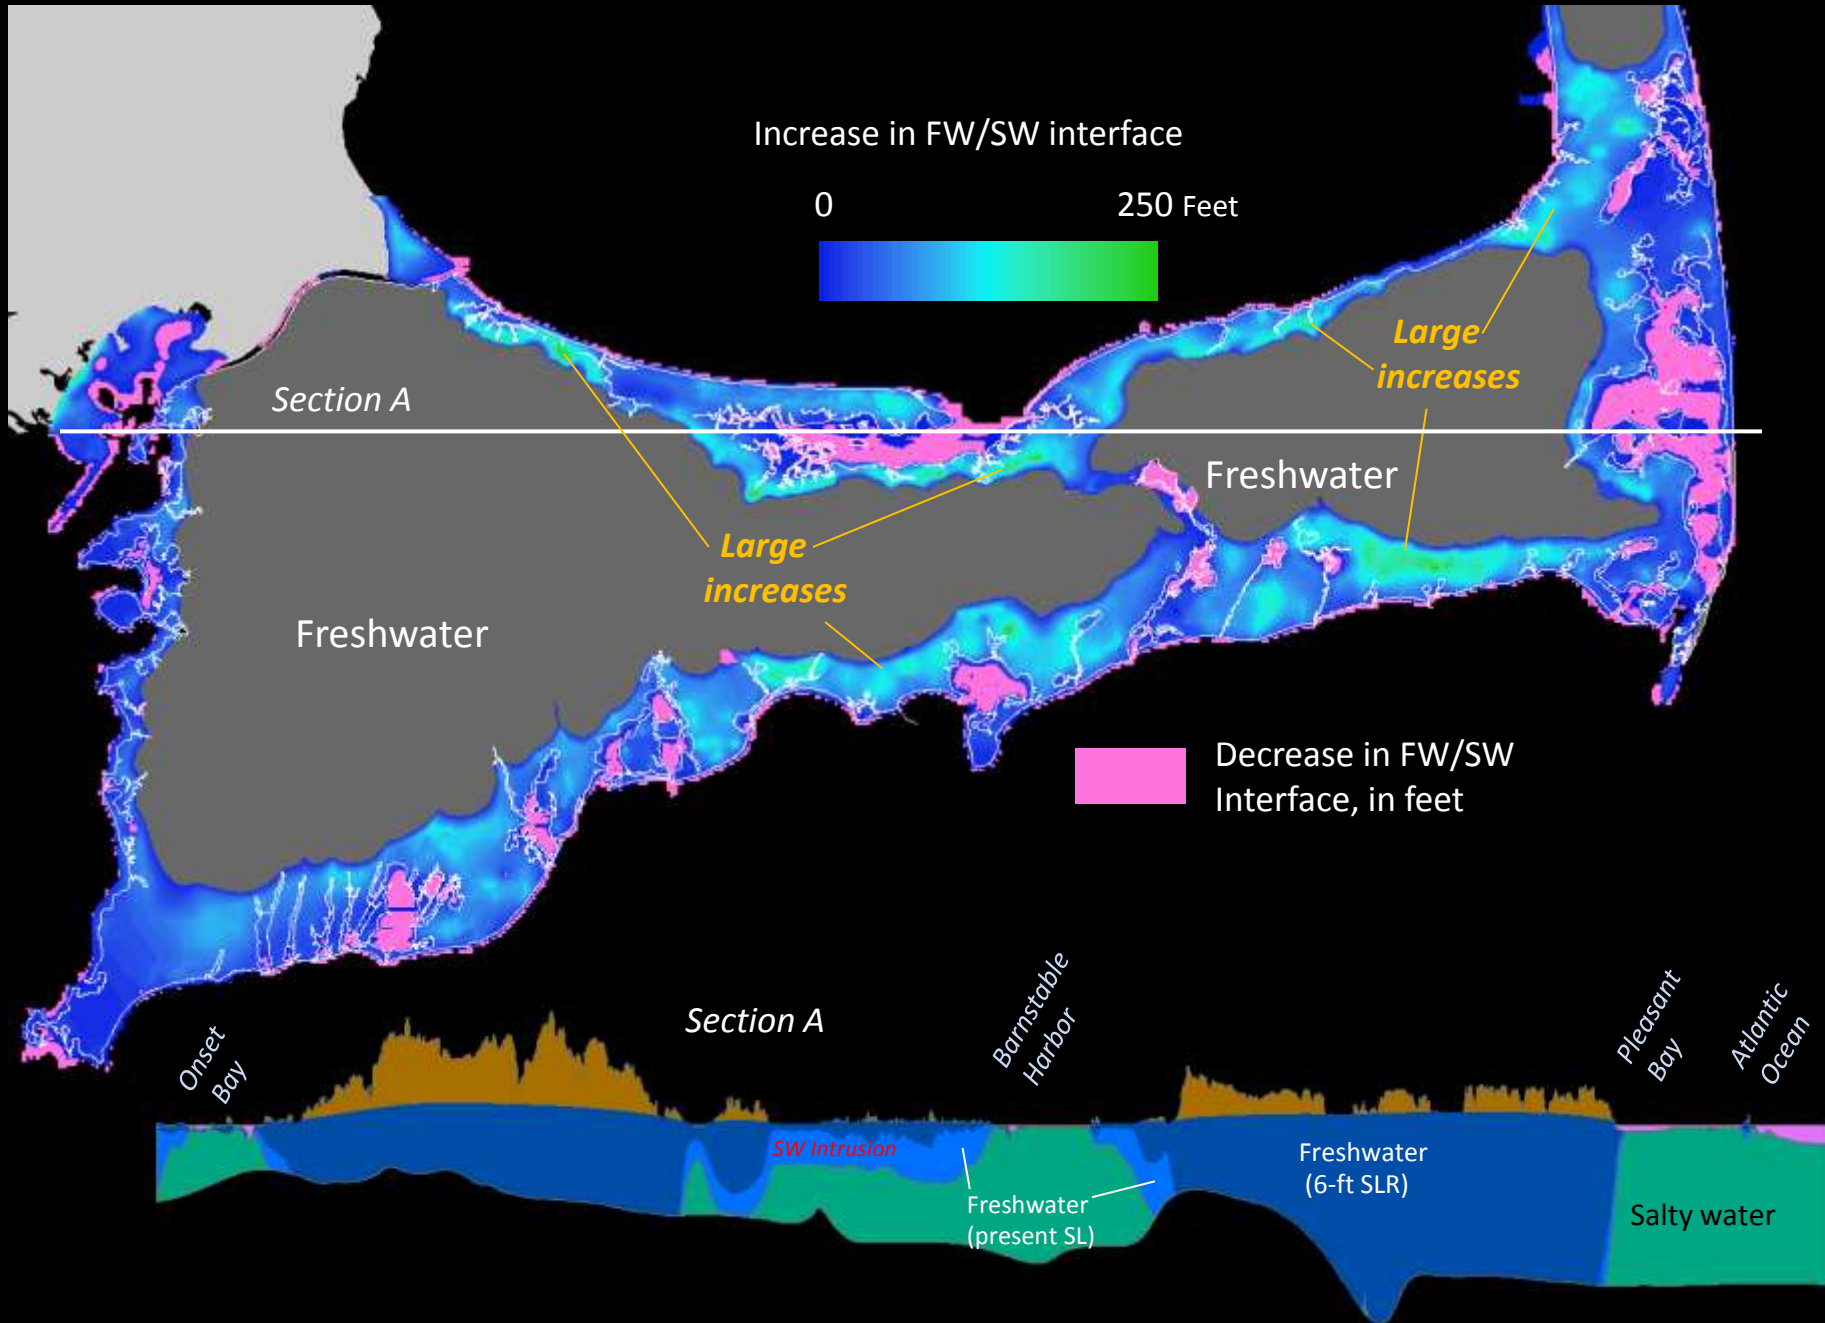 Increase in FW/SW interface
0
250 Feet
Large
increases
Section A
Freshwater
Large
increases
Freshwater
Decrease in FW/SW
Interface, in feet
Section A
Onset
Bay
Barnstable
Harbor
Pleasant
Bay
Atlantic
Ocean
SW Intrusion
Freshwater
(present SL)
Freshwater
(6-ft SLR)
Salty water